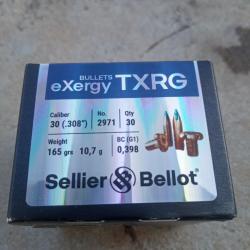 BULLETS
eXergy TXRG
Caliber No. Qty
30 (.308") 2971 30
Weight BC (G1)
165 grs 10,7 g 0,398
Sellier & Bellot